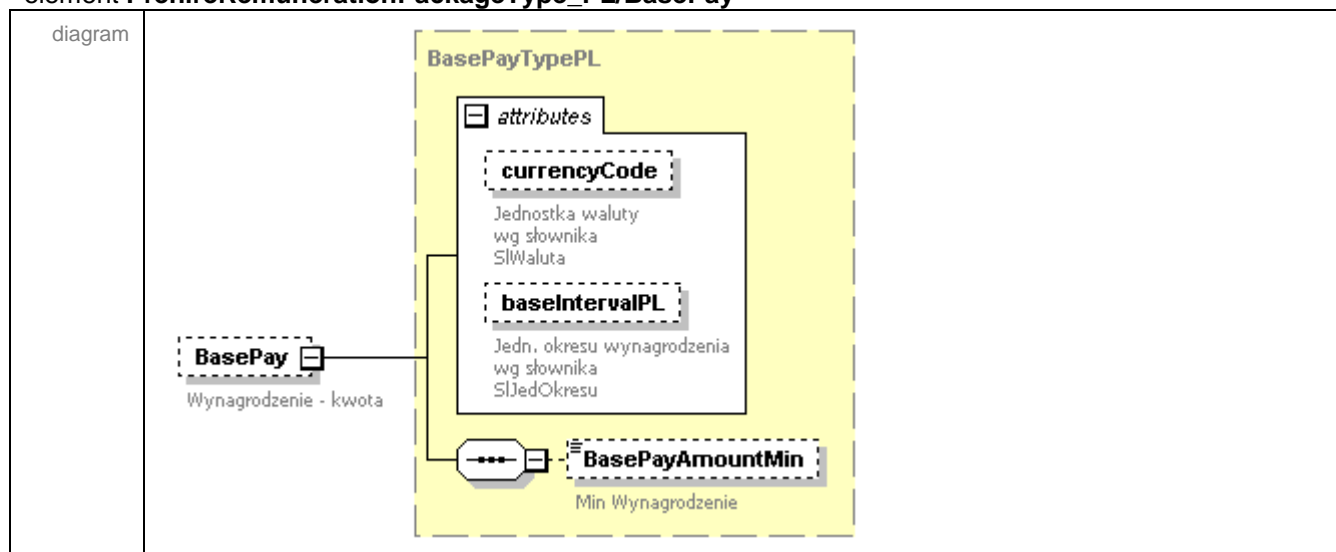 diagram
BasePayTypePL
attributes
currencyCode
Jednostka waluty
wg słownika
SlWaluta
baseIntervalPL
Jedn. okresu wynagrodzenia
wg słownika
SlJedOkresu
BasePay
Wynagrodzenie - kwota
BasePayAmountMin
Min Wynagrodzenie